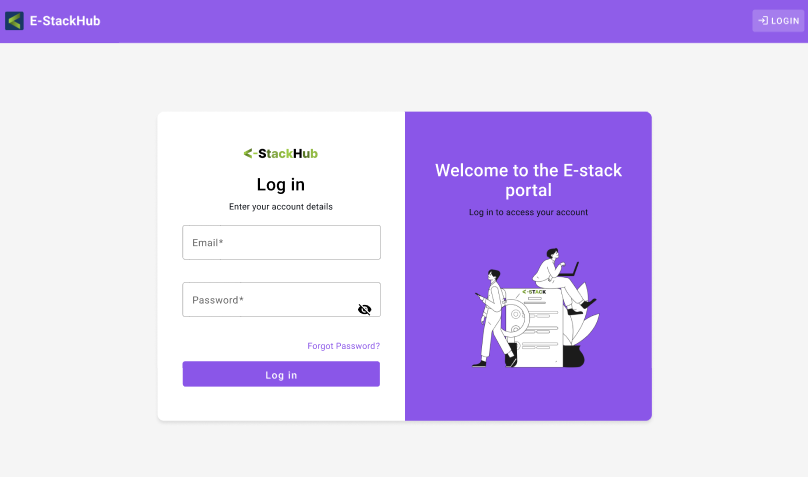 E-StackHub
LOGIN
<-StackHub
Log in
Enter your account details
Email*
Password*
Forgot Password?
Log in
Welcome to the E-stack
portal
Log in to access your account
<-STACK